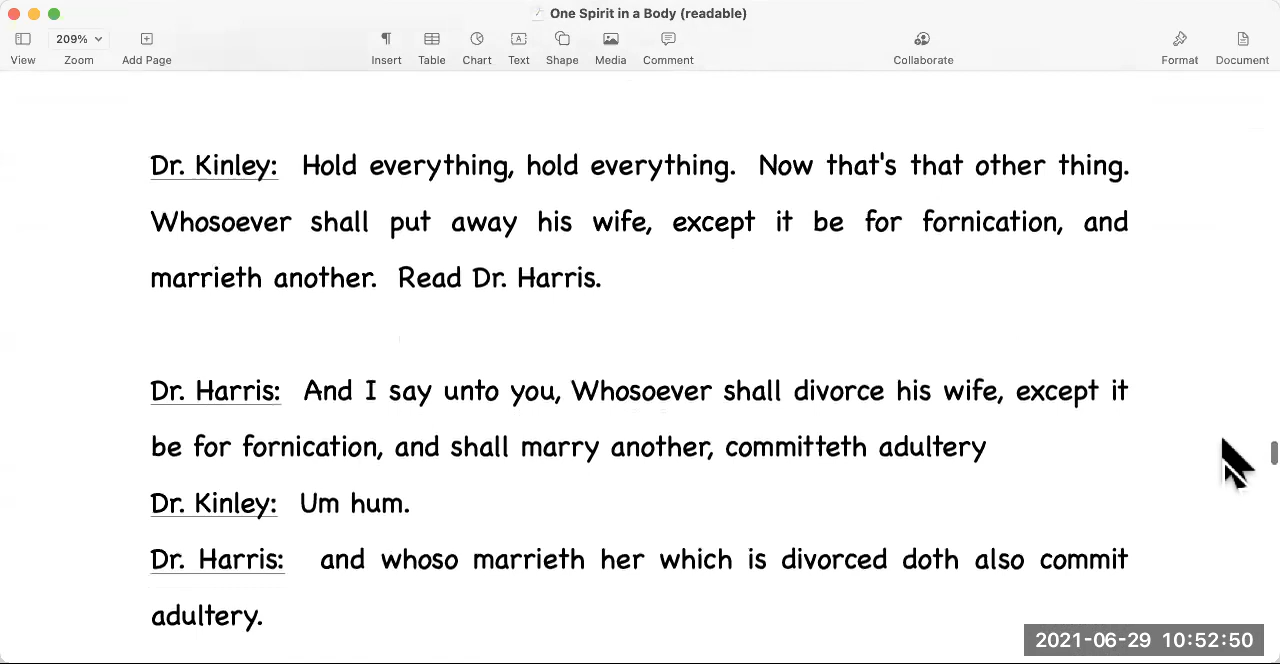 One Spirit in a Body (readable)
209%
View Zoom Add Page Insert Table Chart Text Shape Media Comment Collaborate Format Document
Dr. Kinley: Hold everything, hold everything. Now that's that other thing.
Whosoever shall put away his wife, except it be for fornication, and
marrieth another. Read Dr. Harris.
Dr. Harris: And I say unto you, Whosoever shall divorce his wife, except it
be for fornication, and shall marry another, committeth adultery
Dr. Kinley: Um hum.
Dr. Harris: and whoso marrieth her which is divorced doth also commit
adultery.
2021-06-29 10:52:50